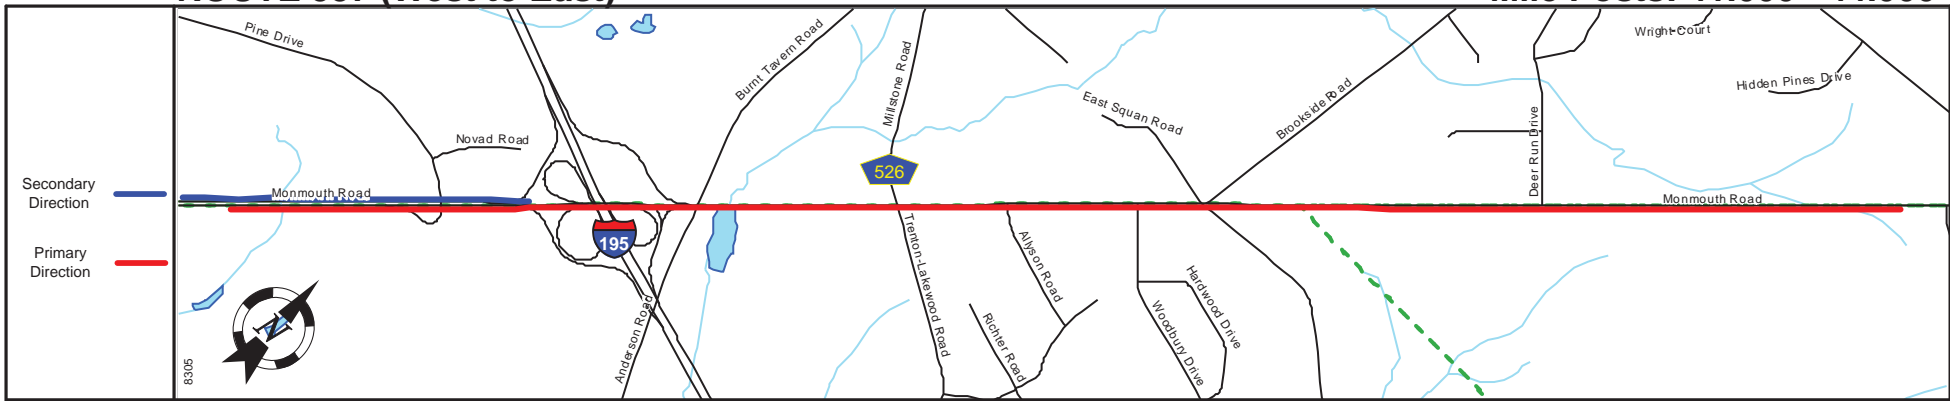 Secondary
Direction
Primary
Direction
Pine Drive
Novad Road
Monmouth Road
Burnt Tavern Road
Millstone Road
526
195
East Squan Road
Brookside Road
Wright Court
Hidden Pines Drive
Deer Run Drive
Monmouth Road
Anderson Road
Trenton-Lakewood Road
Allyson Road
Richter Road
Hardwood Drive
Woodbury Drive
N
8305